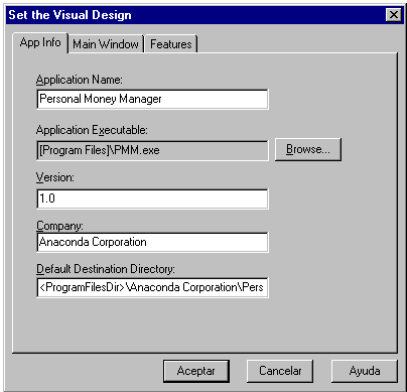 Set the Visual Design
App Info Main Window Features
Application Name:
Personal Money Manager
Application Executable:
[Program Files]\PMM.exe Browse...
Version:
1.0
Company:
Anaconda Corporation
Default Destination Directory:
<ProgramFilesDir>\Anaconda Corporation\Pers
Aceptar Cancelar Ayuda